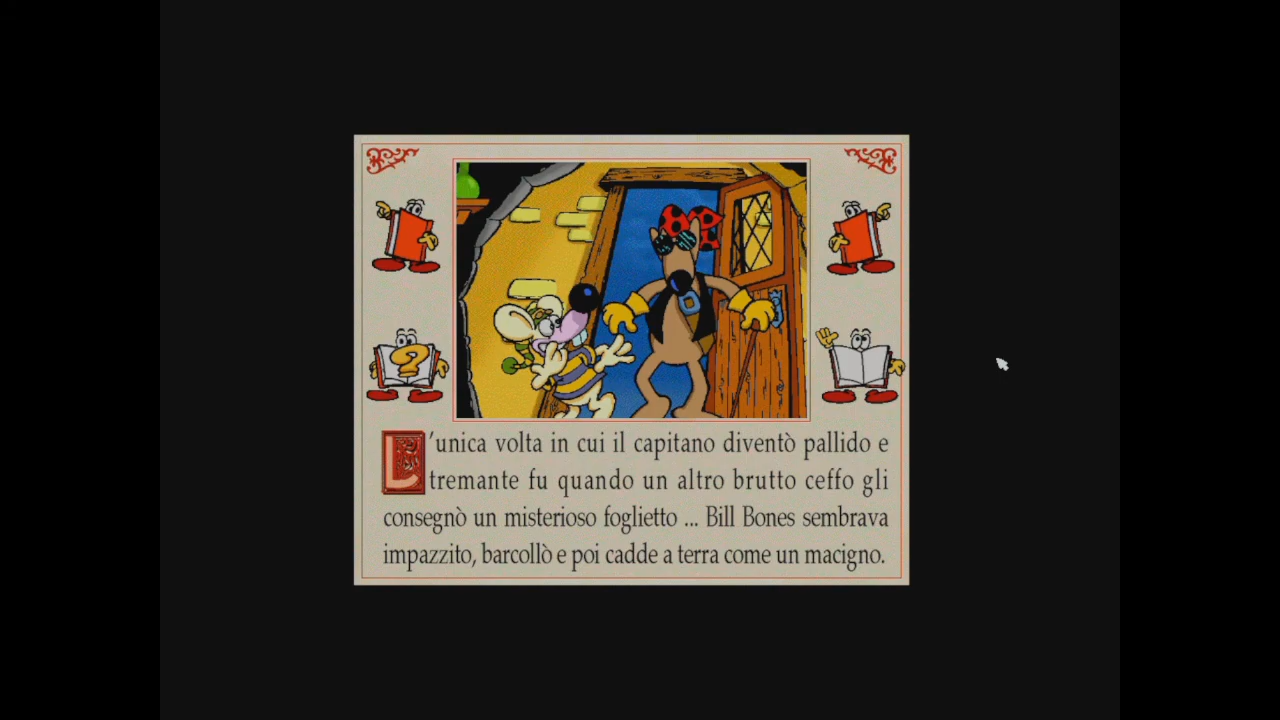 L'unica volta in cui il capitano diventò pallido e
tremante fu quando un altro brutto ceffo gli
consegnò un misterioso foglietto ... Bill Bones sembrava
impazzito, barcollò e poi cadde a terra come un macigno.
?